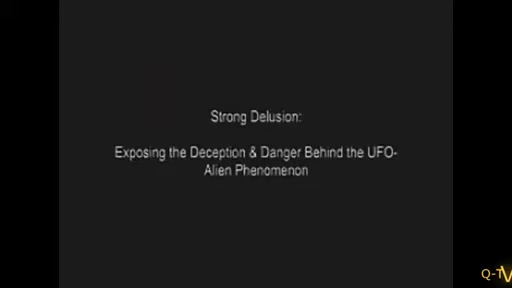 Strong Delusion:
Exposing the Deception & Danger Behind the UFO-
Alien Phenomenon
Q-TV